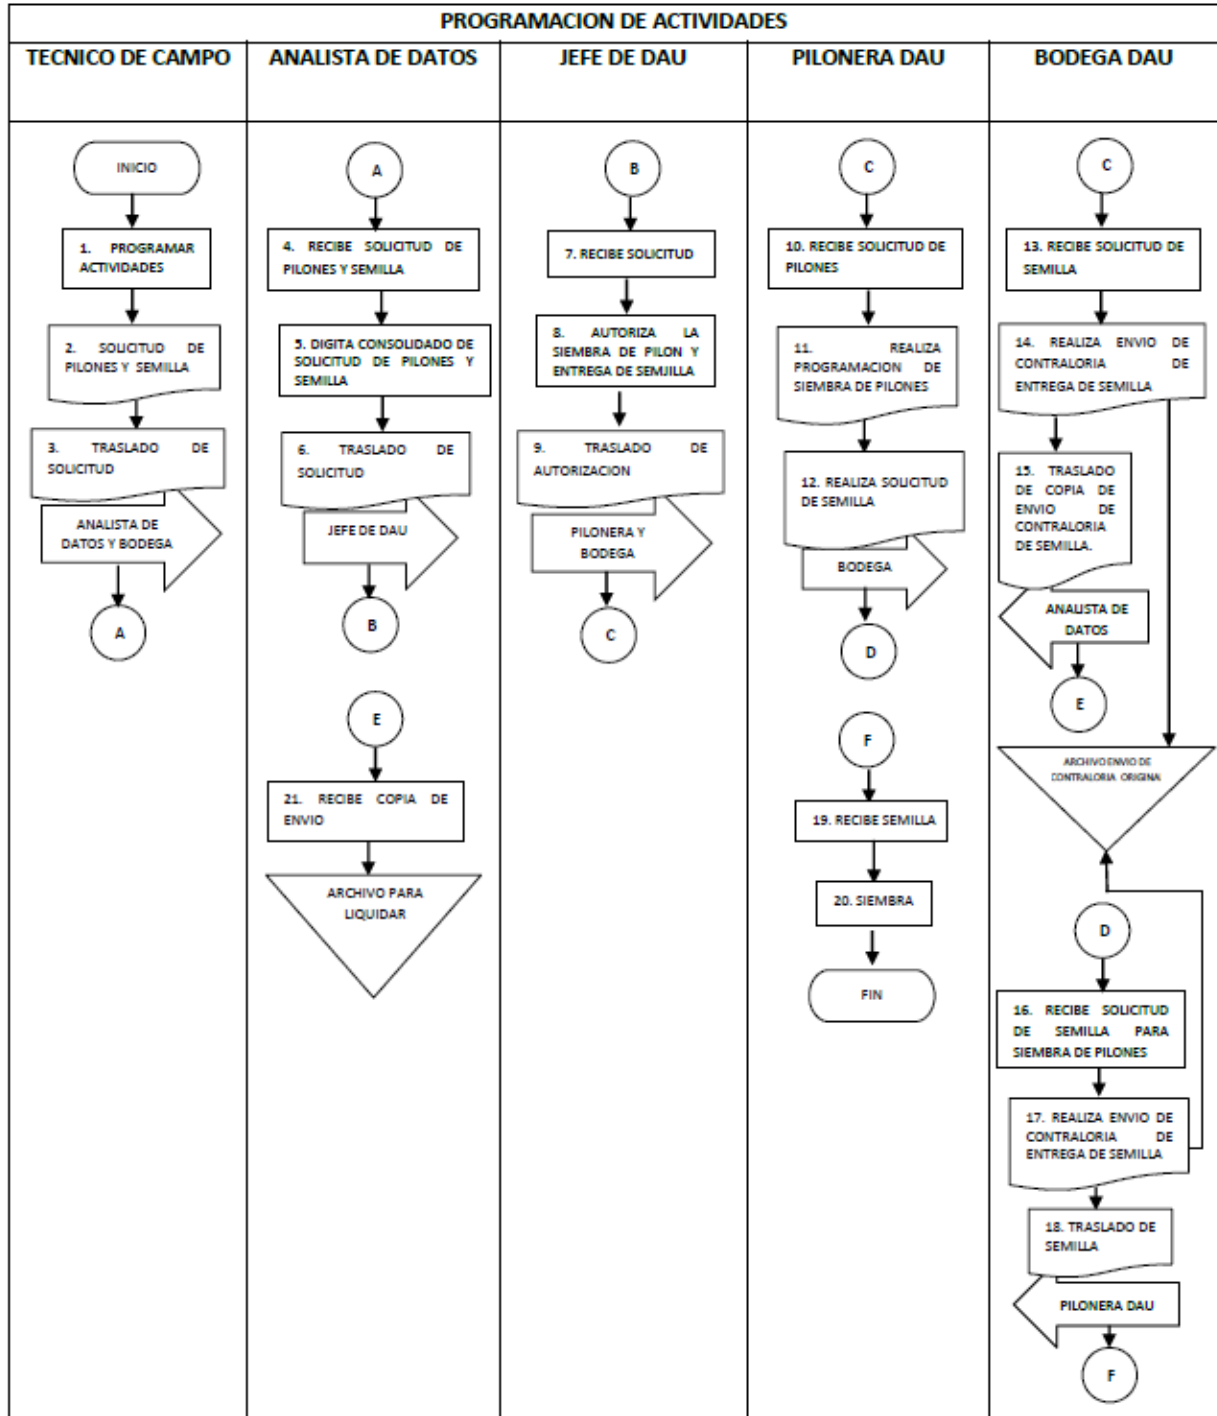 PROGRAMACION DE ACTIVIDADES
TECNICO DE CAMPO
INICIO
1. PROGRAMAR
ACTIVIDADES
2. SOLICITUD DE
PILONES Y SEMILLA
3. TRASLADO DE
SOLICITUD
ANALISTA DE
DATOS Y BODEGA
A
ANALISTA DE DATOS
A
4. RECIBE SOLICITUD DE
PILONES Y SEMILLA
5. DIGITA CONSOLIDADO DE
SOLICITUD DE PILONES Y
SEMILLA
6. TRASLADO DE
SOLICITUD
JEFE DE DAU
B
E
21. RECIBE COPIA DE
ENVIO
ARCHIVO PARA
LIQUIDAR
JEFE DE DAU
B
7. RECIBE SOLICITUD
8. AUTORIZA LA
SIEMBRA DE PILON Y
ENTREGA DE SEMJILLA
9. TRASLADO DE
AUTORIZACION
PILONERA Y
BODEGA
C
PILONERA DAU
C
10. RECIBE SOLICITUD DE
PILONES
11. REALIZA
PROGRAMACION DE
SIEMBRA DE PILONES
12. REALIZA SOLICITUD
DE SEMILLA
BODEGA
D
F
19. RECIBE SEMILLA
20. SIEMBRA
FIN
BODEGA DAU
C
13. RECIBE SOLICITUD DE
SEMILLA
14. REALIZA ENVIO DE
CONTRALORIA DE
ENTREGA DE SEMILLA
15. TRASLADO
DE COPIA DE
ENVIO DE
CONTRALORIA
DE SEMILLA.
ANALISTA DE
DATOS
E
ARCHIVO ENVIO DE
CONTRALORIA ORIGINA
D
16. RECIBE SOLICITUD
DE SEMILLA PARA
SIEMBRA DE PILONES
17. REALIZA ENVIO DE
CONTRALORIA DE
ENTREGA DE SEMILLA
18. TRASLADO DE
SEMILLA
PILONERA DAU
F